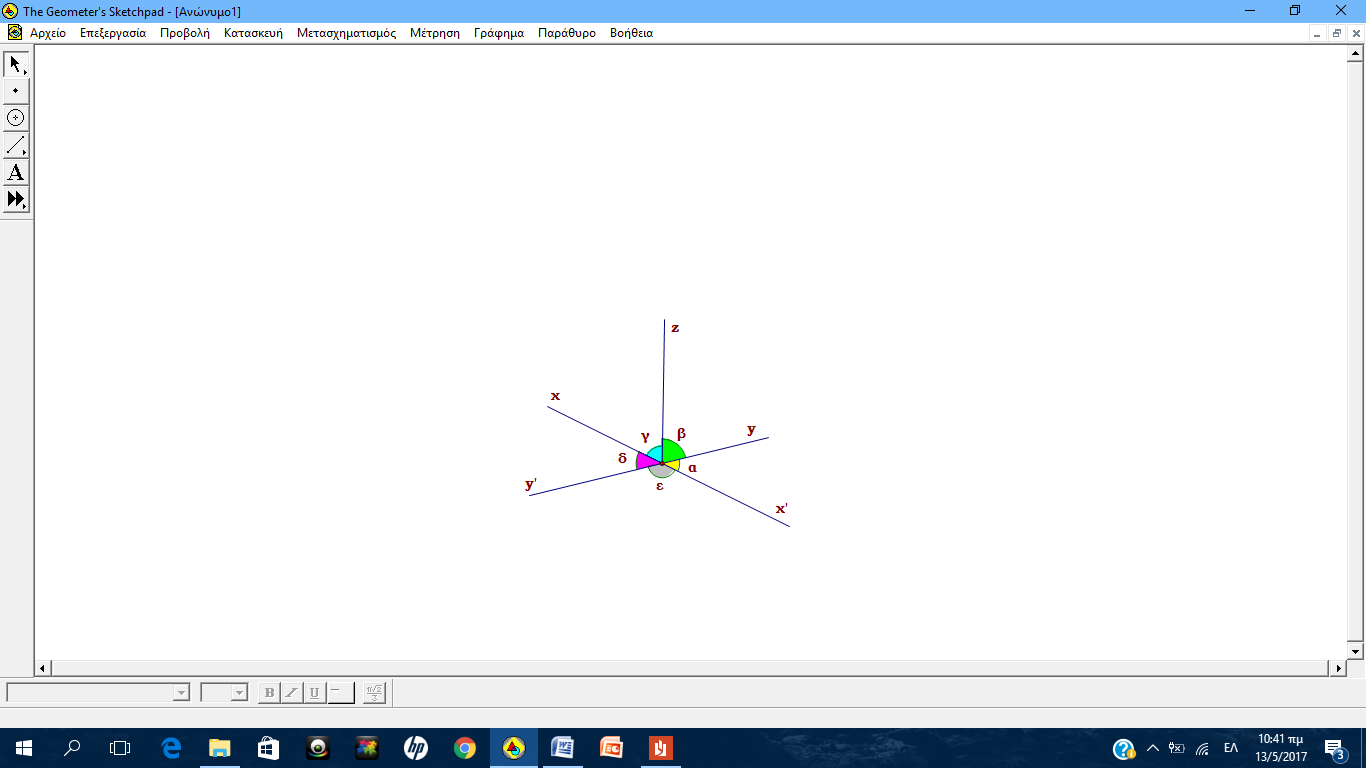 The Geometer's Sketchpad - [Ανώνυμο1]
Αρχείο Επεξεργασία Προβολή Κατασκευή Μετασχηματισμός Μέτρηση Γράφημα Παράθυρο Βοήθεια
A
z
x
y
γ β
δ α
y' ε
x'
B I U
10:41 πμ
ΕΛ
13/5/2017
3